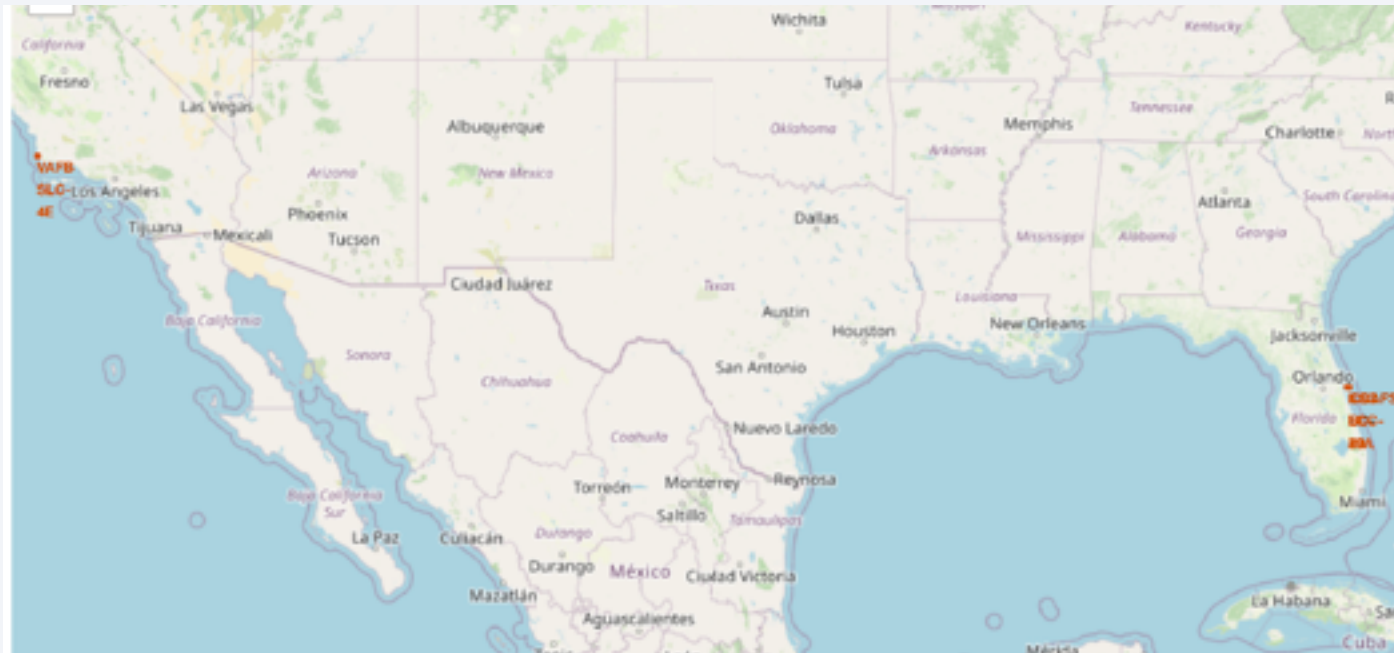 Wichita
Kentucky
California
Fresno
Las Vegas
Tulsa
Albuquerque
Oklahoma
Memphis
Tennessee
Charlotte
Arkansas
VAFB
SLC-
4E
Los Angeles
Arizona
New Mexico
Phoenix
Tijuana
Mexicali
Tucson
Dallas
Atlanta
South Carolina
Mississippi
Alabama
Georgia
Ciudad Juárez
Texas
Louisiana
Austin
Baja California
Houston
New Orleans
Jacksonville
Sonora
San Antonio
Chihuahua
Orlando
Florida
Nuevo Laredo
Coahuila
Torreón
Monterrey
Reynosa
Baja California
Sur
Saltillo
Tamaulipas
Miami
La Paz
Culiacán
Durango
Durango
México
Ciudad Victoria
Mazatlán
La Habana
Aguascalientes
Cuba
Mérida